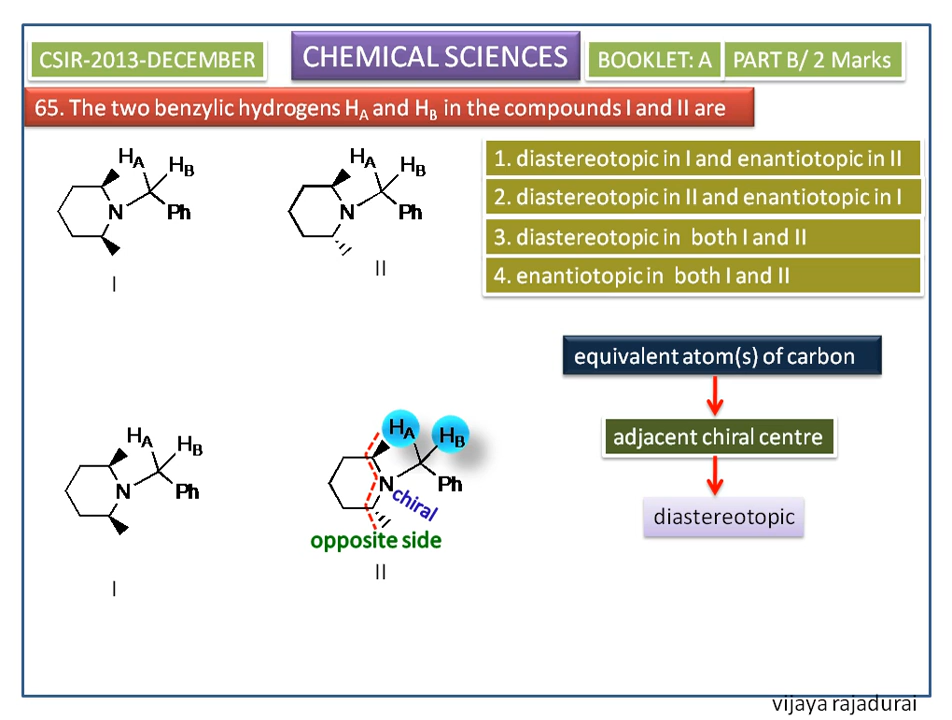 CSIR-2013-DECEMBER
CHEMICAL SCIENCES
BOOKLET: A
PART B/ 2 Marks
65. The two benzylic hydrogens HA and HB in the compounds I and II are
HA
HB
N
Ph
I
HA
HB
N
Ph
II
1. diastereotopic in I and enantiotopic in II
2. diastereotopic in II and enantiotopic in I
3. diastereotopic in both I and II
4. enantiotopic in both I and II
equivalent atom(s) of carbon
adjacent chiral centre
diastereotopic
HA
HB
N
Ph
I
HA
HB
N
Ph
chiral
opposite side
II
vijaya rajadurai